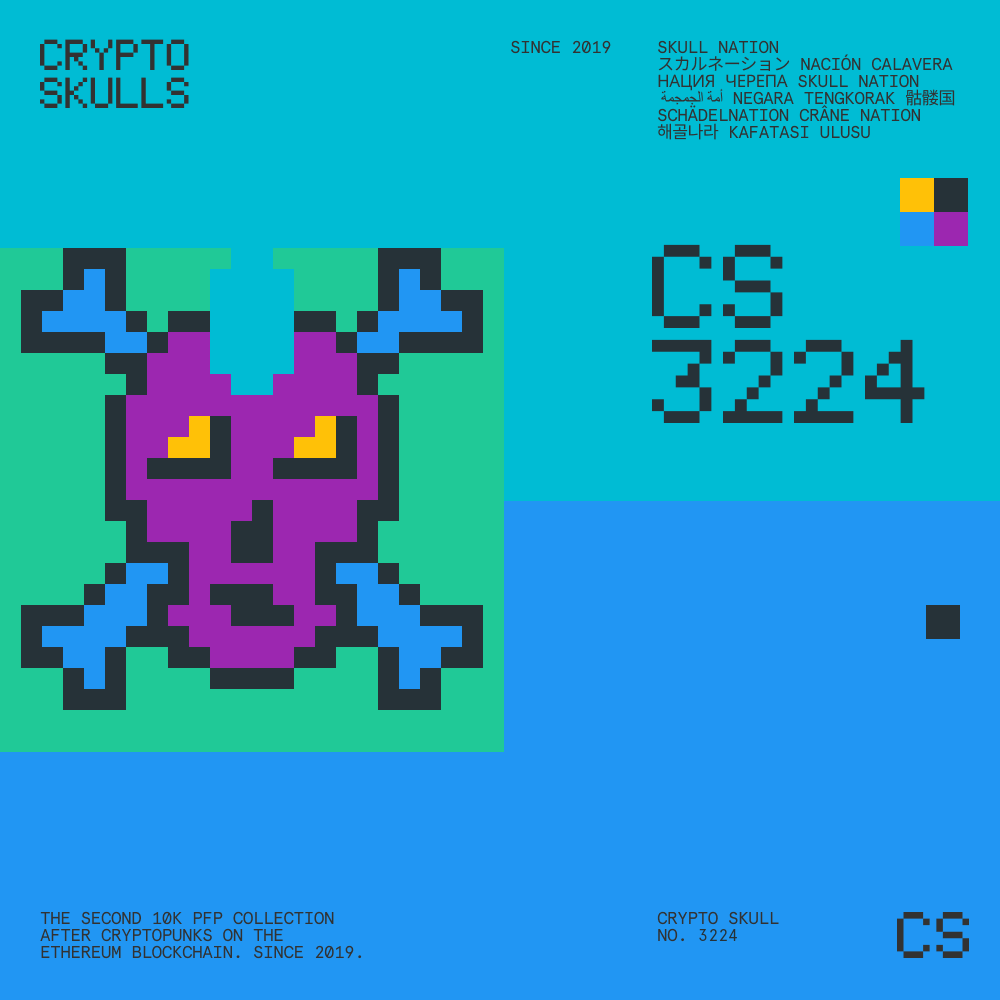 CRYPTO
SKULLS
SINCE 2019
SKULL NATION
スカルネーション NACIÓN CALAVERA
НАЦИЯ ЧЕРЕПА SKULL NATION
أمة الجمجمة NEGARA TENGKORAK 骷髅国
SCHÄDELNATION CRÂNE NATION
해골나라 KAFATASI ULUSU
CS
3224
THE SECOND 10K PFP COLLECTION
AFTER CRYPTOPUNKS ON THE
ETHEREUM BLOCKCHAIN. SINCE 2019.
CRYPTO SKULL
NO. 3224
CS